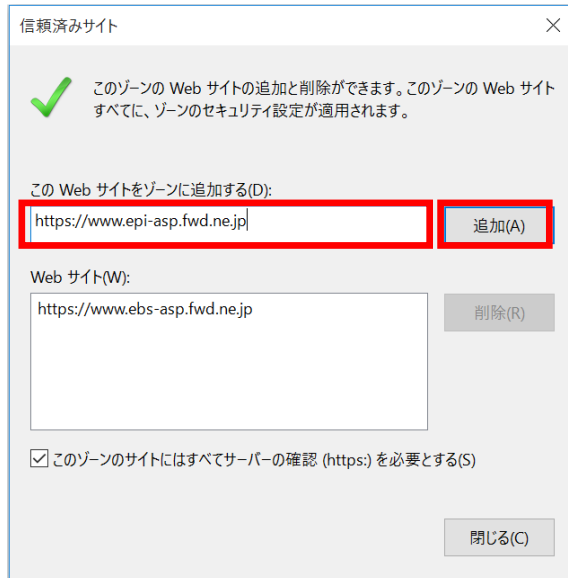 信頼済みサイト
このゾーンの Web サイトの追加と削除ができます。このゾーンの Web サイト
すべてに、ゾーンのセキュリティ設定が適用されます。
この Web サイトをゾーンに追加する(D):
https://www.epi-asp.fwd.ne.jp
追加(A)
Web サイト(W):
https://www.ebs-asp.fwd.ne.jp
削除(R)
このゾーンのサイトにはすべてサーバーの確認 (https:) を必要とする(S)
閉じる(C)